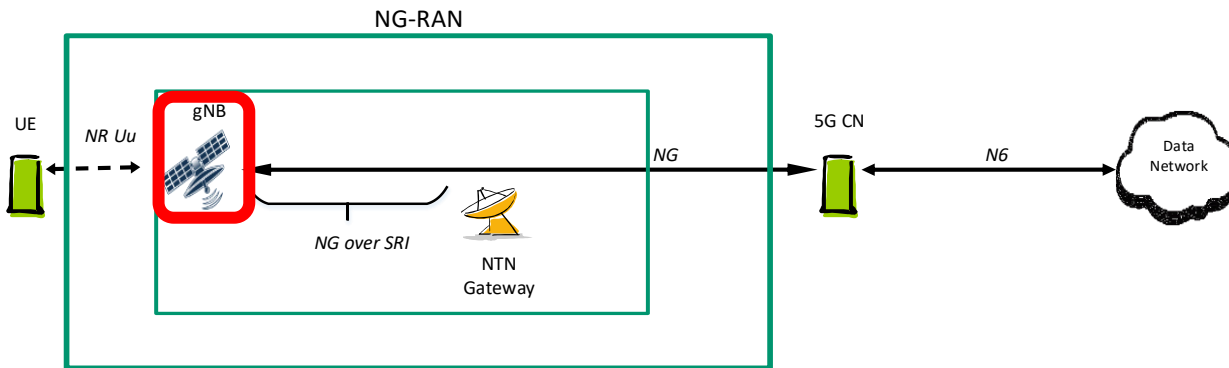 NG-RAN
gNB
UE
NR Uu
5G CN
NG
N6
Data
Network
NG over SRI
NTN
Gateway